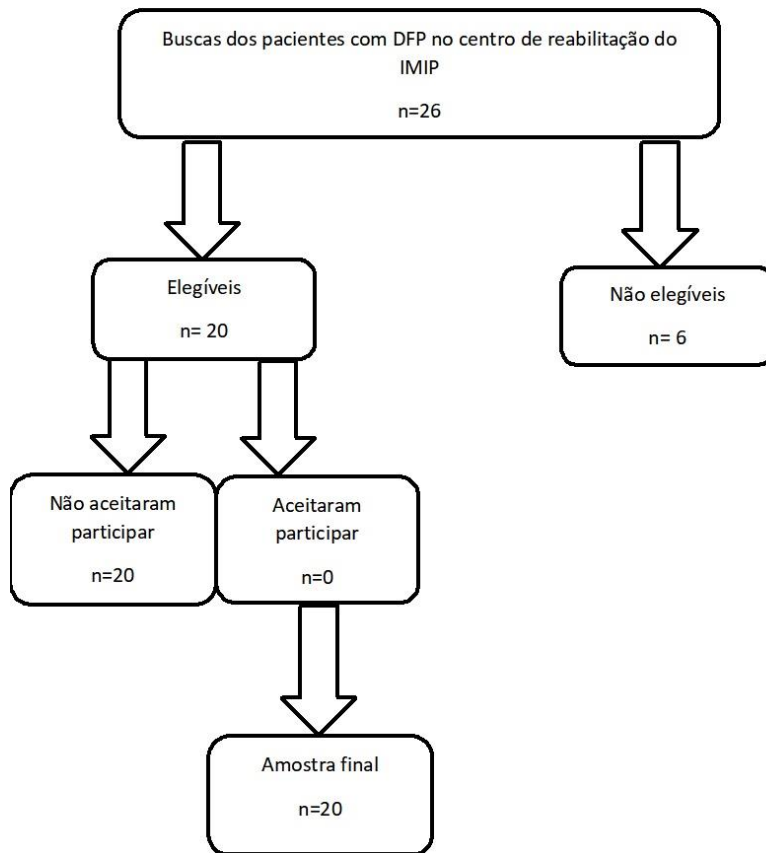 Buscas dos pacientes com DFP no centro de reabilitação do
IMIP
n=26
Elegíveis
n= 20
Não elegíveis
n= 6
Não aceitaram
participar
n=20
Aceitaram
participar
n=0
Amostra final
n=20